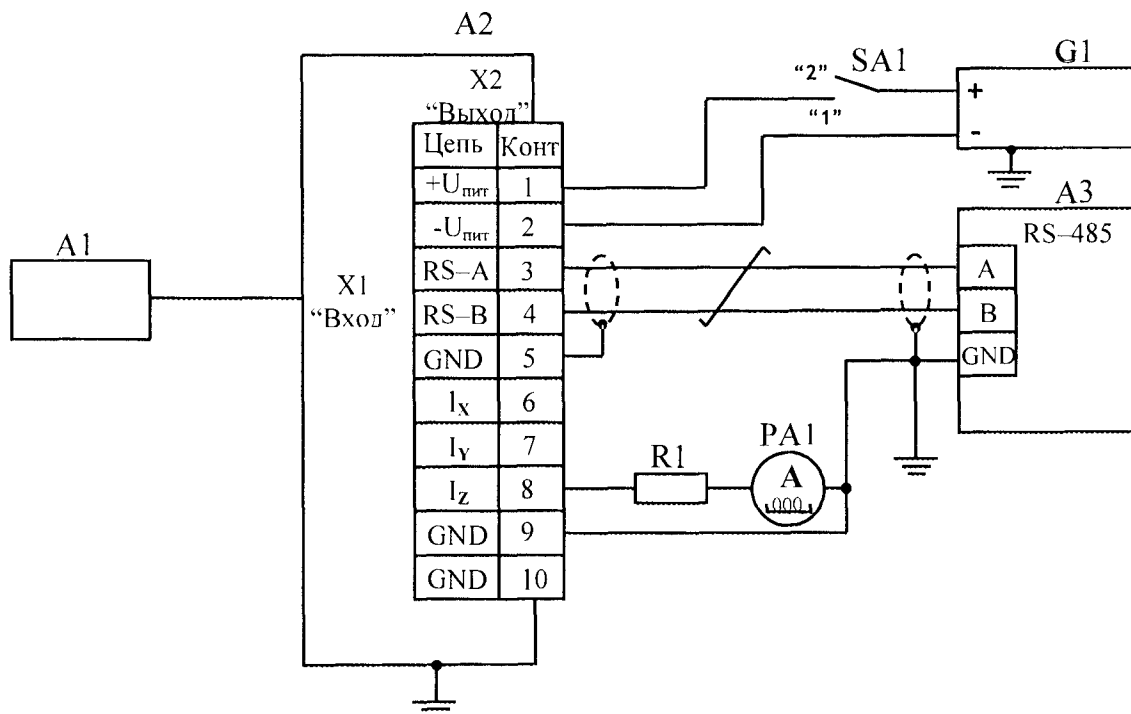 A2
X2
“Выход”
Цепь Конт
+Uпит 1
-Uпит 2
RS–A 3
RS–B 4
GND 5
IX 6
IY 7
IZ 8
GND 9
GND 10
A1
X1
“Вход”
“2”
SA1
“1”
G1
+
-
A3
RS–485
A
B
GND
R1
PA1
A
000